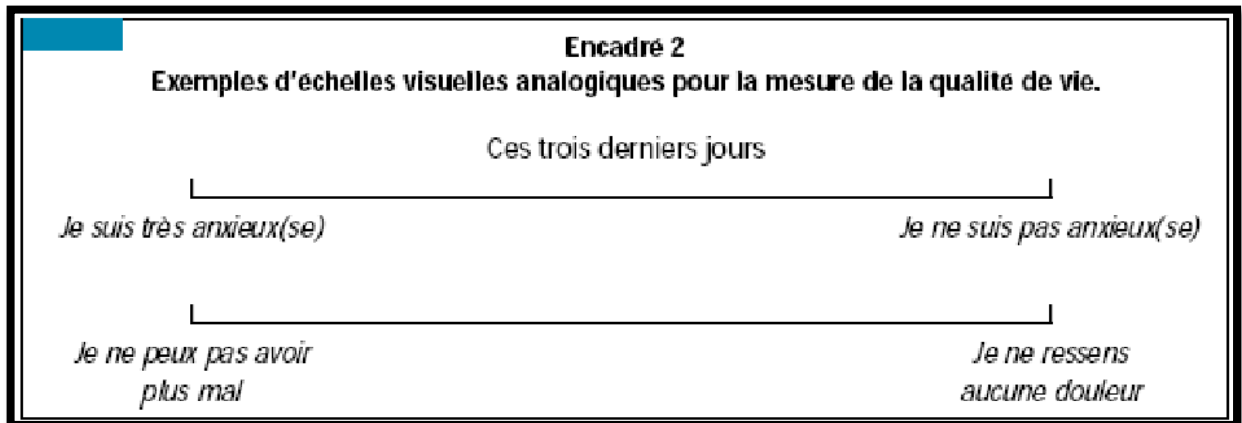 Encadré 2
Exemples d'échelles visuelles analogiques pour la mesure de la qualité de vie.
Ces trois derniers jours
Je suis très anxieux(se)
Je ne suis pas anxieux(se)
Je ne peux pas avoir
plus mal
Je ne ressens
aucune douleur